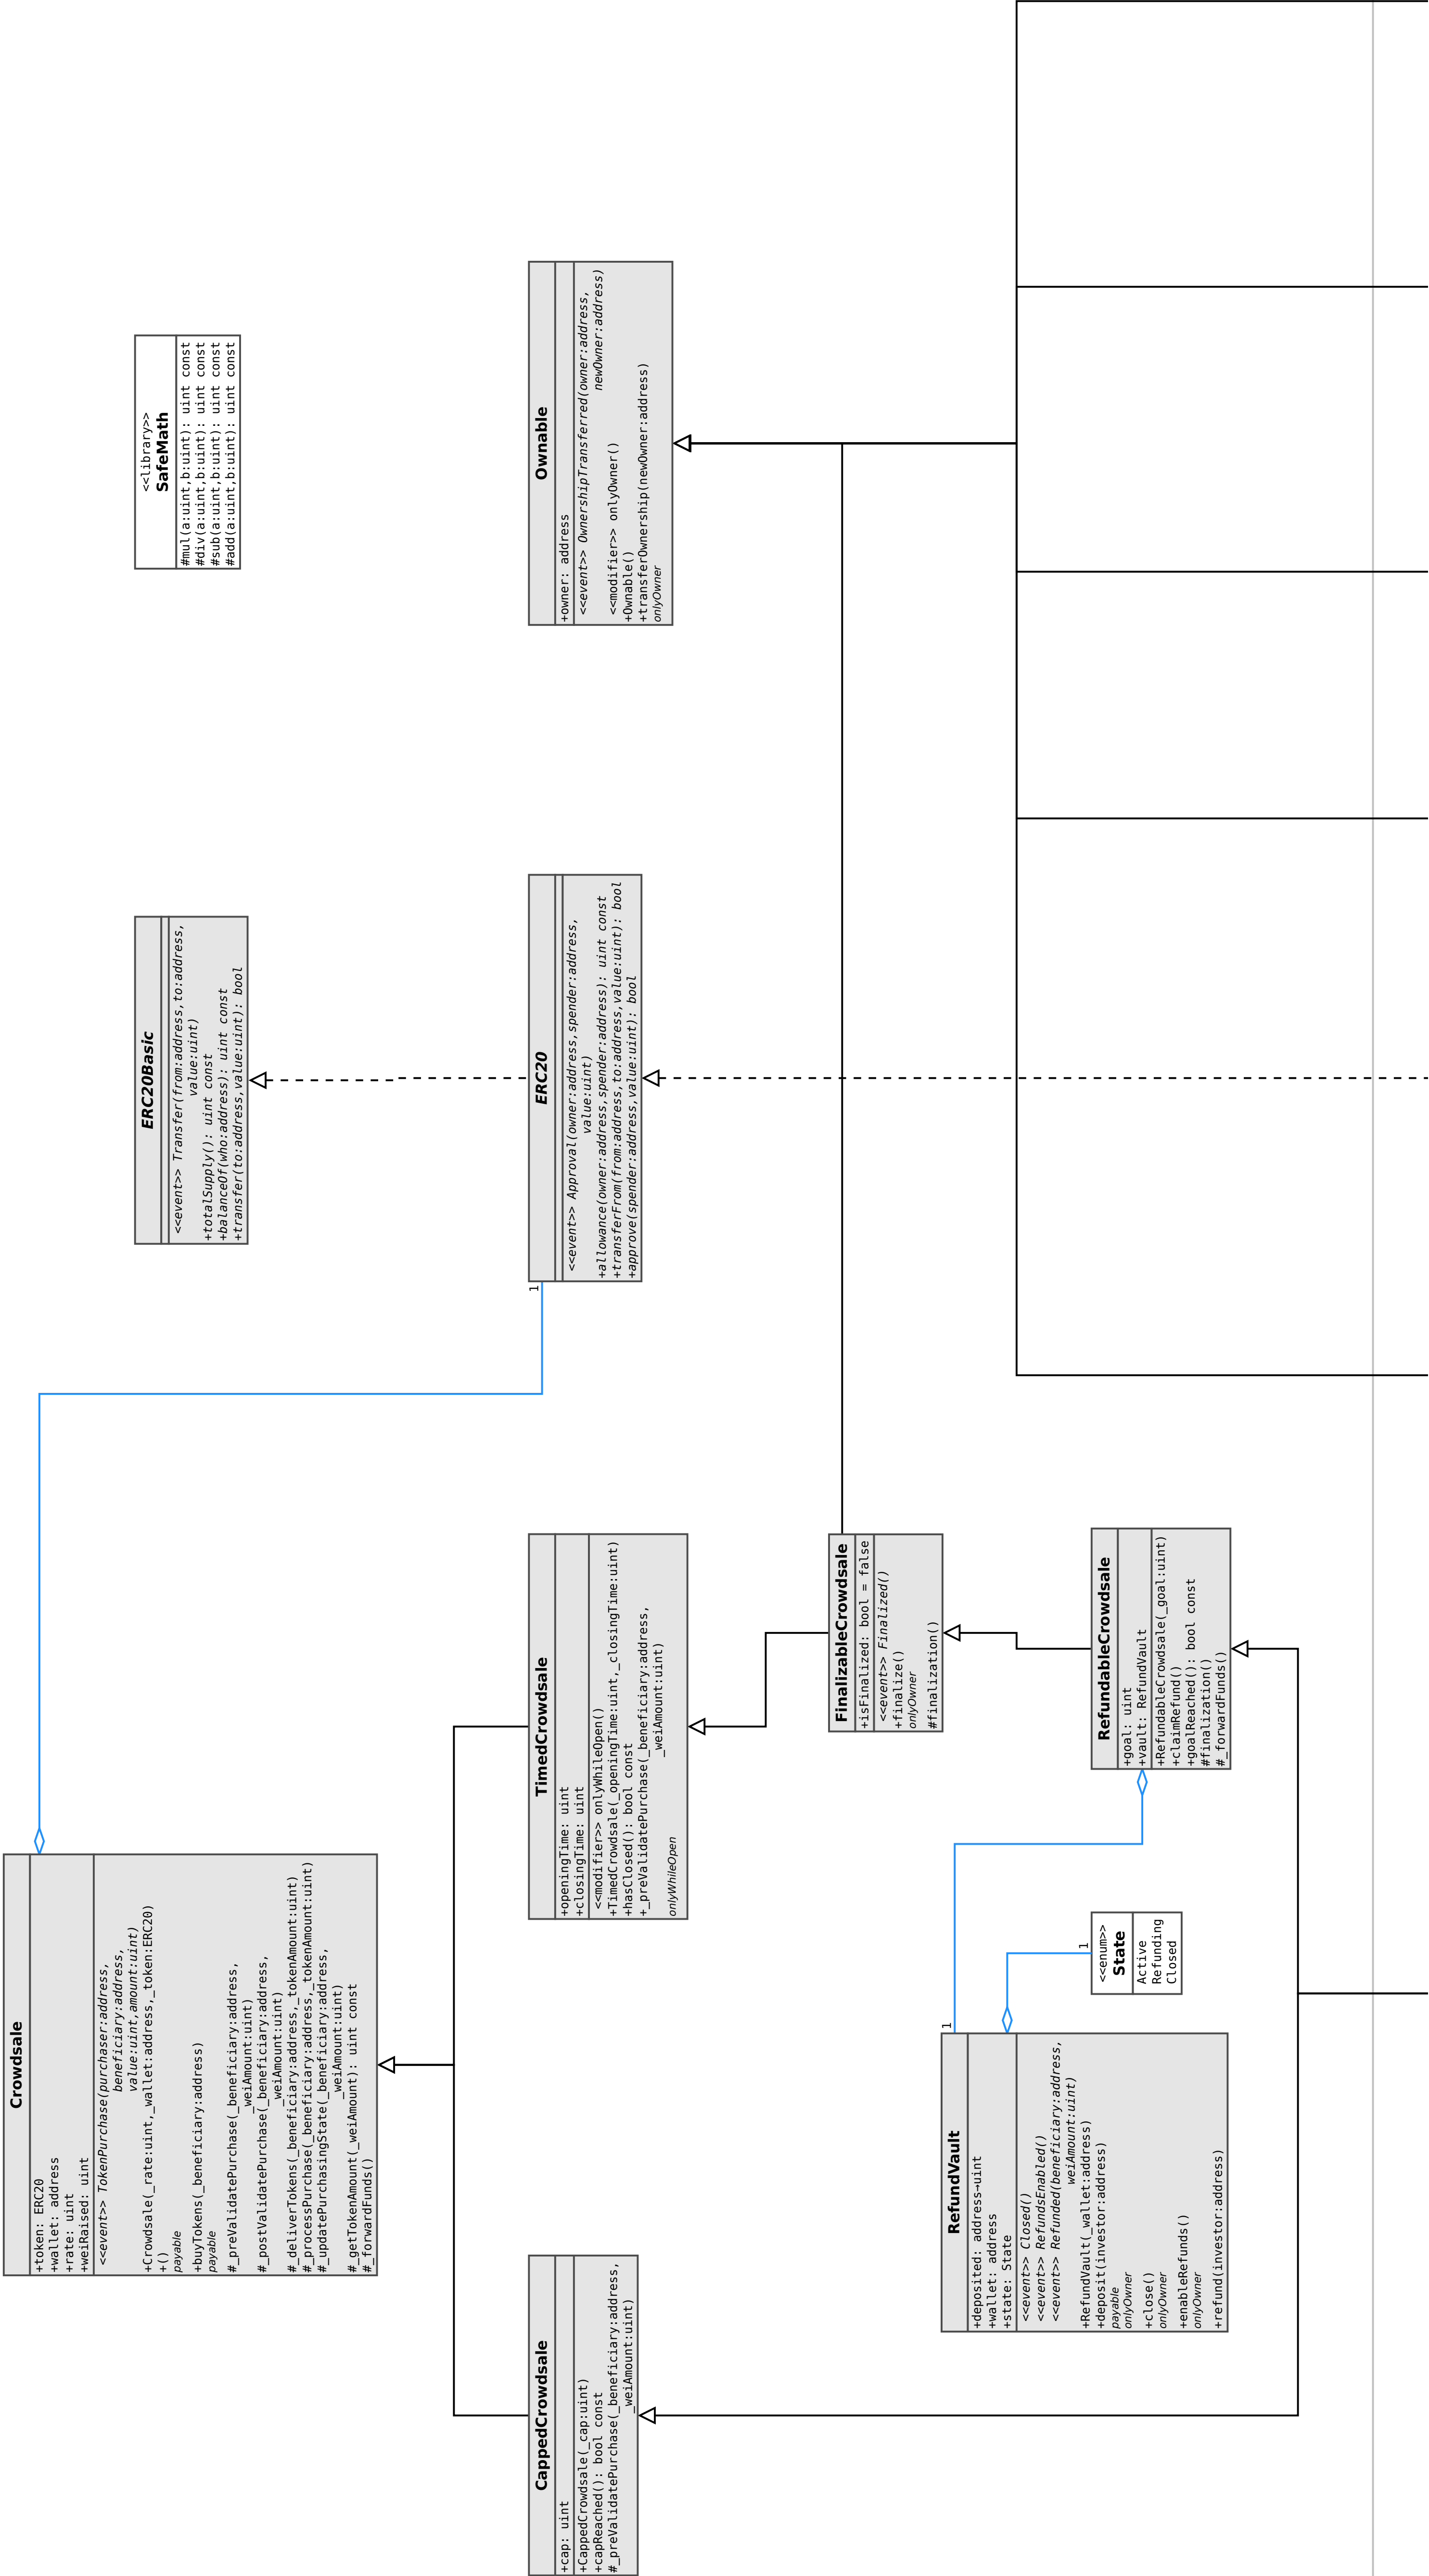 Crowdsale
+token: ERC20
+wallet: address
+rate: uint
+weiRaised: uint
<<event>> TokenPurchase(purchaser:address,
beneficiary:address,
value:uint,amount:uint)
+Crowdsale(_rate:uint,_wallet:address,_token:ERC20)
+()
payable
+buyTokens(_beneficiary:address)
payable
#_preValidatePurchase(_beneficiary:address,
_weiAmount:uint)
#_postValidatePurchase(_beneficiary:address,
_weiAmount:uint)
#_deliverTokens(_beneficiary:address,_tokenAmount:uint)
#_processPurchase(_beneficiary:address,_tokenAmount:uint)
#_updatePurchasingState(_beneficiary:address,
_weiAmount:uint)
#_getTokenAmount(_weiAmount): uint const
#_forwardFunds()
ERC20Basic
<<event>> Transfer(from:address,to:address,
value:uint)
+totalSupply(): uint const
+balanceOf(who:address): uint const
+transfer(to:address,value:uint): bool
<<library>>
SafeMath
#mul(a:uint,b:uint): uint const
#div(a:uint,b:uint): uint const
#sub(a:uint,b:uint): uint const
#add(a:uint,b:uint): uint const
CappedCrowdsale
+cap: uint
+CappedCrowdsale(_cap:uint)
+capReached(): bool const
#_preValidatePurchase(_beneficiary:address,
_weiAmount:uint)
TimedCrowdsale
+openingTime: uint
+closingTime: uint
<<modifier>> onlyWhileOpen()
+TimedCrowdsale(_openingTime:uint,_closingTime:uint)
+hasClosed(): bool const
+_preValidatePurchase(_beneficiary:address,
_weiAmount:uint)
onlyWhileOpen
1
ERC20
<<event>> Approval(owner:address,spender:address,
value:uint)
+allowance(owner:address,spender:address): uint const
+transferFrom(from:address,to:address,value:uint): bool
+approve(spender:address,value:uint): bool
Ownable
+owner: address
<<event>> OwnershipTransferred(owner:address,
newOwner:address)
<<modifier>> onlyOwner()
+Ownable()
+transferOwnership(newOwner:address)
onlyOwner
FinalizableCrowdsale
+isFinalized: bool = false
<<event>> Finalized()
+finalize()
onlyOwner
#finalization()
1
RefundVault
+deposited: address→uint
+wallet: address
+state: State
<<event>> Closed()
<<event>> RefundsEnabled()
<<event>> Refunded(beneficiary:address,
weiAmount:uint)
+RefundVault(_wallet:address)
+deposit(investor:address)
payable
onlyOwner
+close()
onlyOwner
+enableRefunds()
onlyOwner
+refund(investor:address)
1
<<enum>>
State
Active
Refunding
Closed
RefundableCrowdsale
+goal: uint
+vault: RefundVault
+RefundableCrowdsale(_goal:uint)
+claimRefund()
+goalReached(): bool const
#finalization()
#_forwardFunds()